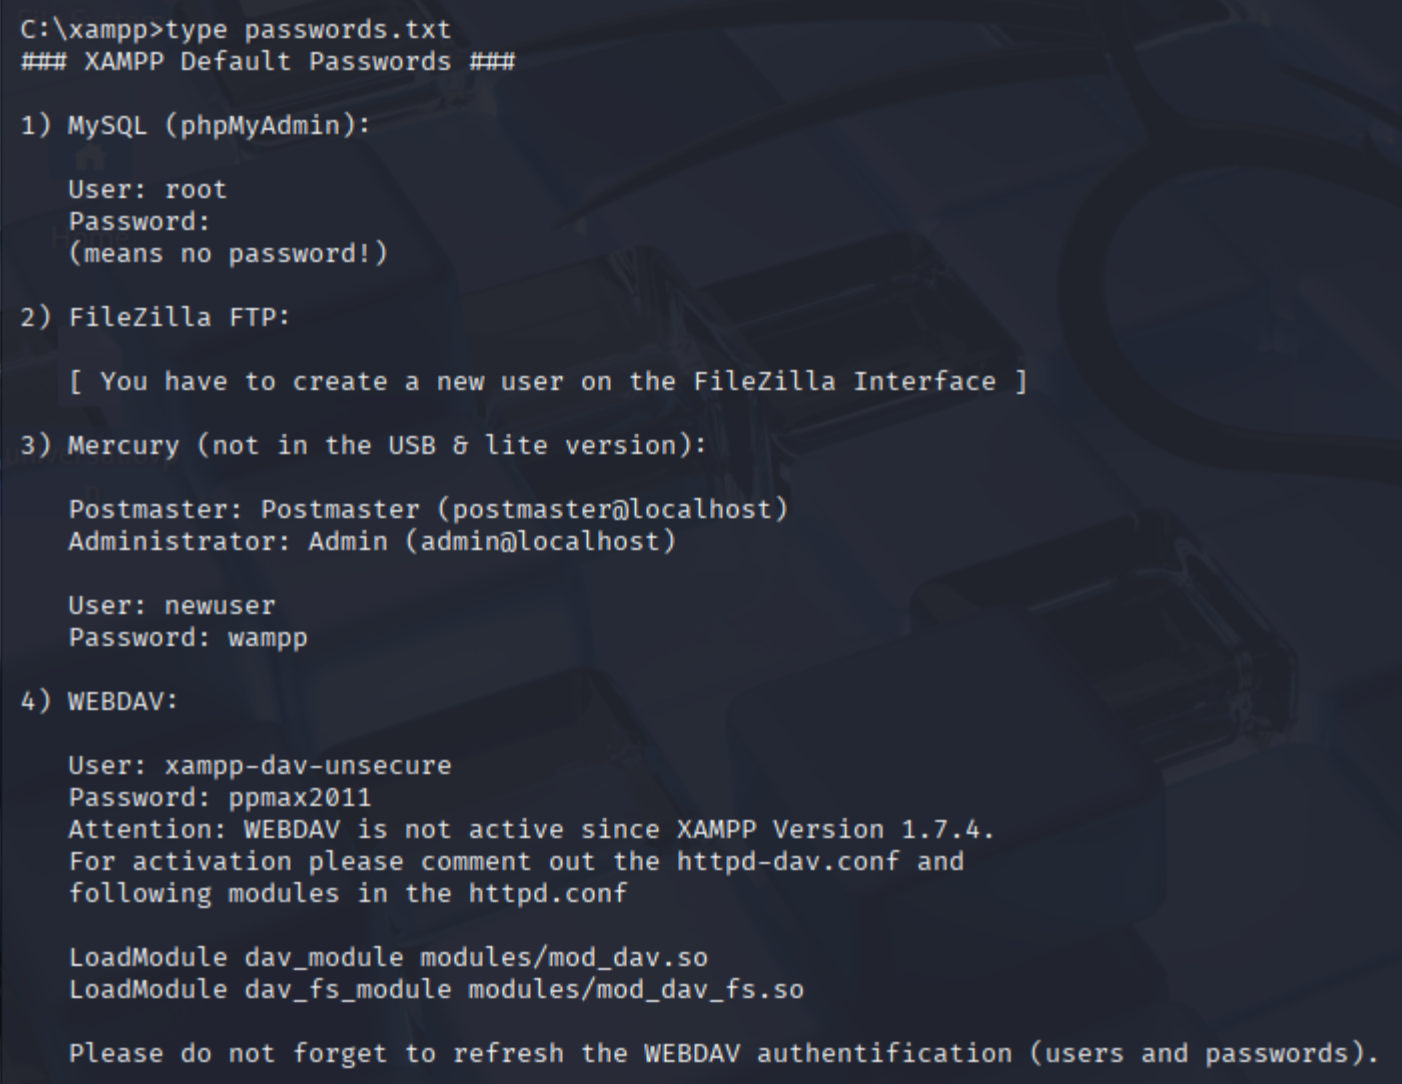 C:\xampp>type passwords.txt
### XAMPP Default Passwords ###
1) MySQL (phpMyAdmin):
User: root
Password:
(means no password!)
2) FileZilla FTP:
[ You have to create a new user on the FileZilla Interface ]
3) Mercury (not in the USB & lite version):
Postmaster: Postmaster (postmaster@localhost)
Administrator: Admin (admin@localhost)
User: newuser
Password: wampp
4) WEBDAV:
User: xampp-dav-unsecure
Password: ppmax2011
Attention: WEBDAV is not active since XAMPP Version 1.7.4.
For activation please comment out the httpd-dav.conf and
following modules in the httpd.conf
LoadModule dav_module modules/mod_dav.so
LoadModule dav_fs_module modules/mod_dav_fs.so
Please do not forget to refresh the WEBDAV authentification (users and passwords).